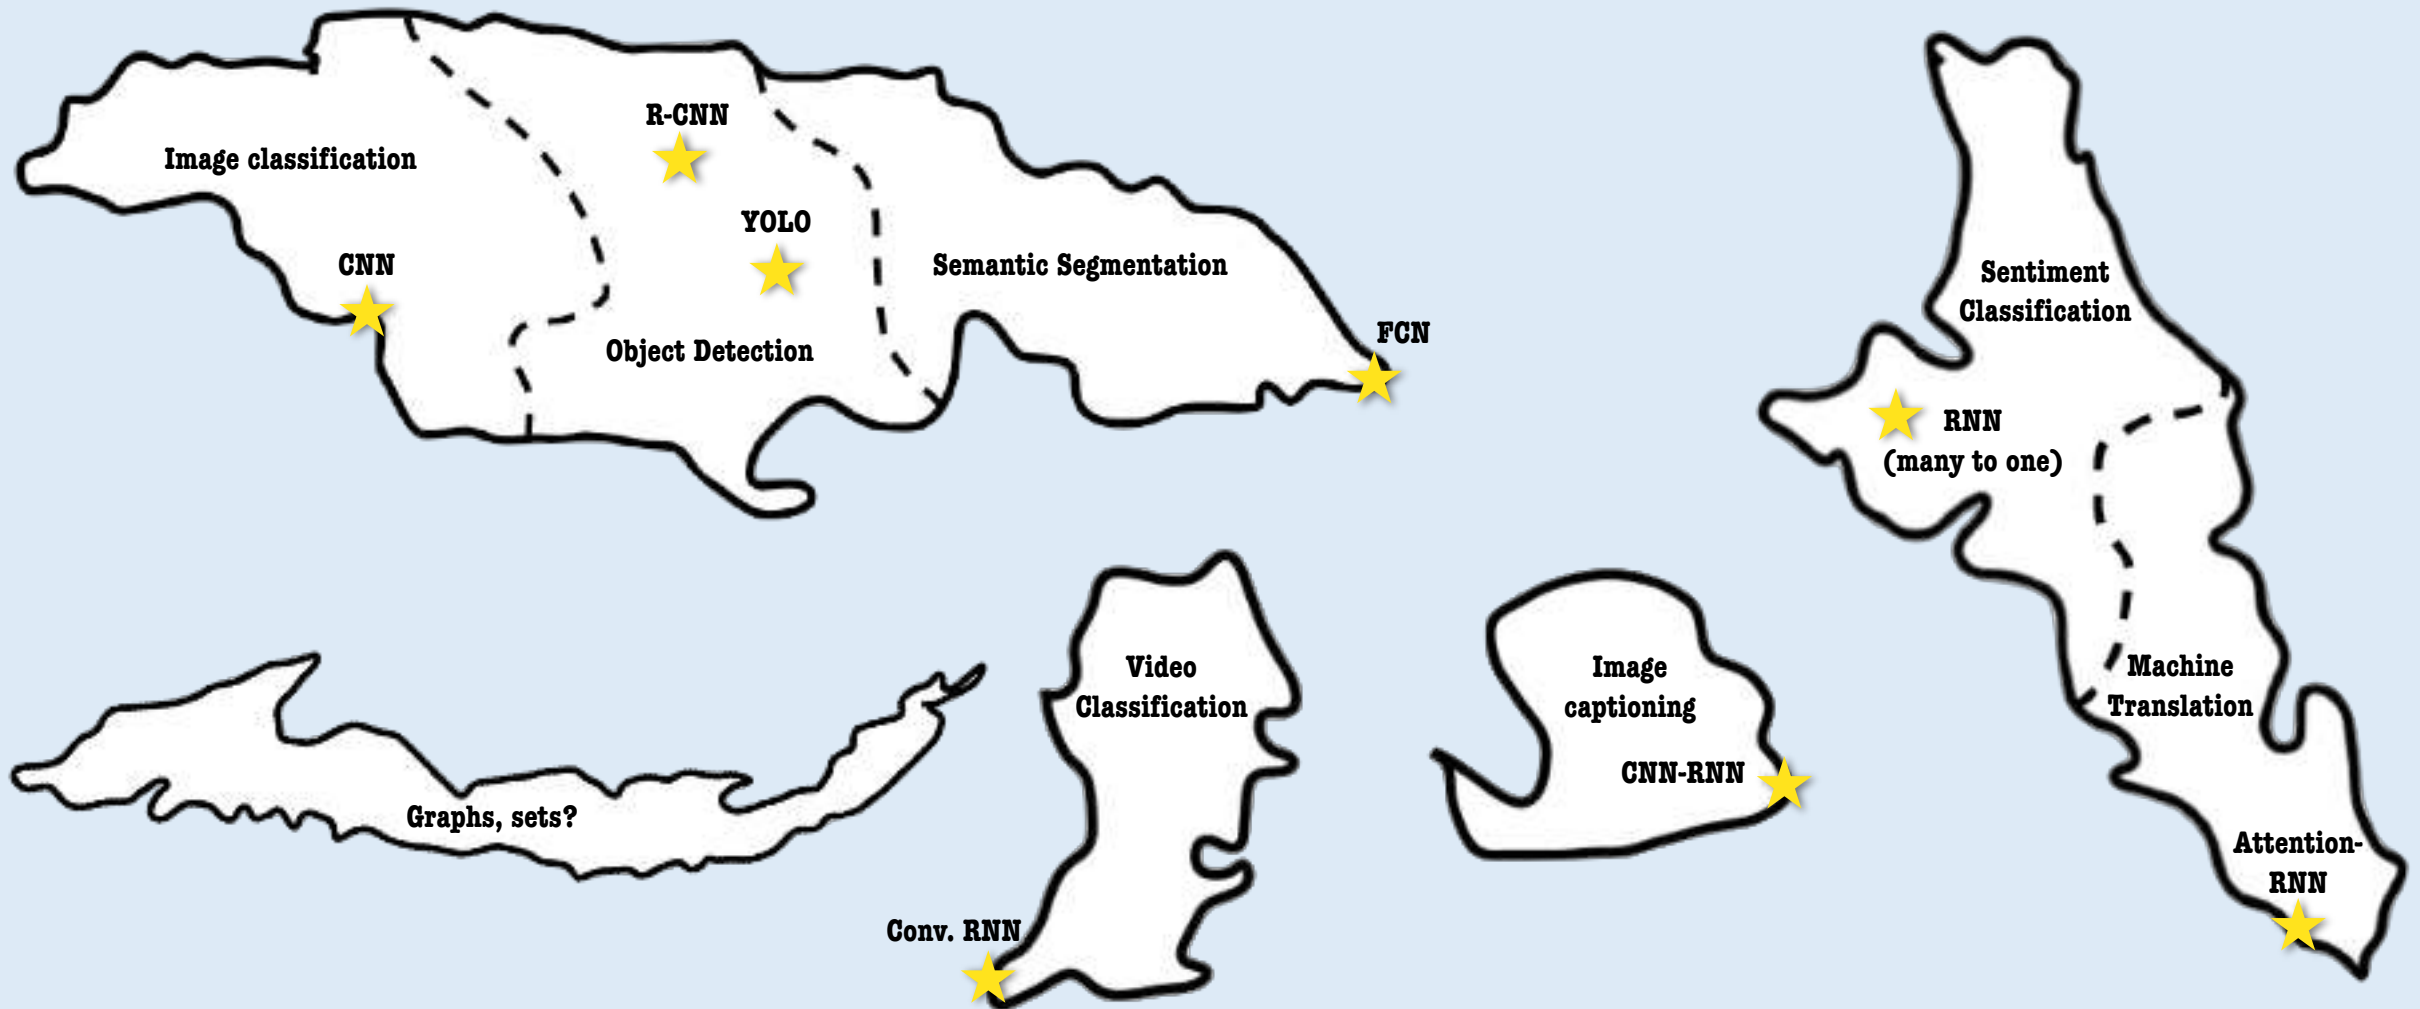 R-CNN
Image classification
YOLO
CNN
Semantic Segmentation
Object Detection
FCN
Sentiment
Classification
RNN
(many to one)
Graphs, sets?
Video
Classification
Conv. RNN
Image
captioning
CNN-RNN
Machine
Translation
Attention-
RNN